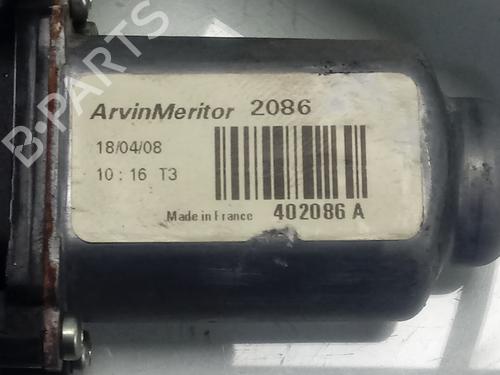 ArvinMeritor 2086
18/04/08
10 : 16 T3
Made in France 402086 A
B-PARTS